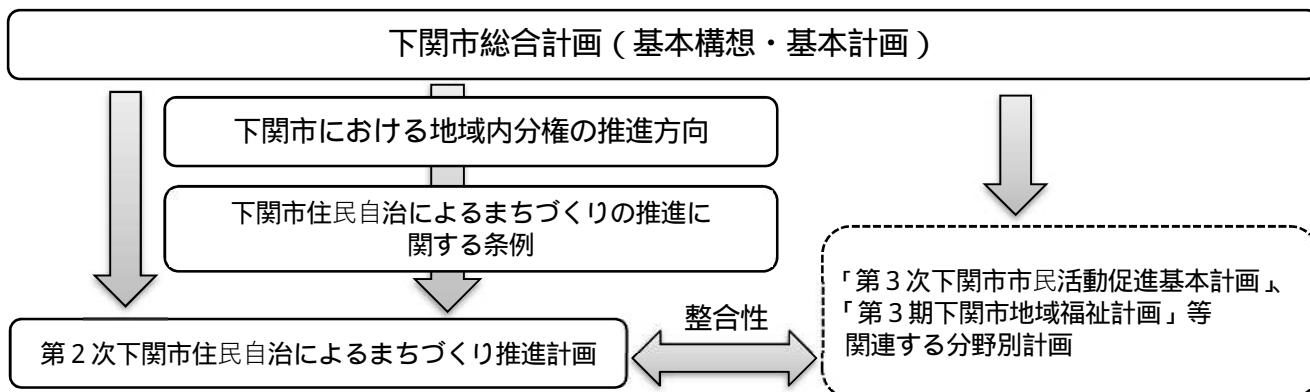 下関市総合計画（基本構想・基本計画）
下関市における地域内分権の推進方向
下関市住民自治によるまちづくりの推進に
関する条例
「第３次下関市市民活動促進基本計画」、
「第３期下関市地域福祉計画」等
関連する分野別計画
整合性
第２次下関市住民自治によるまちづくり推進計画